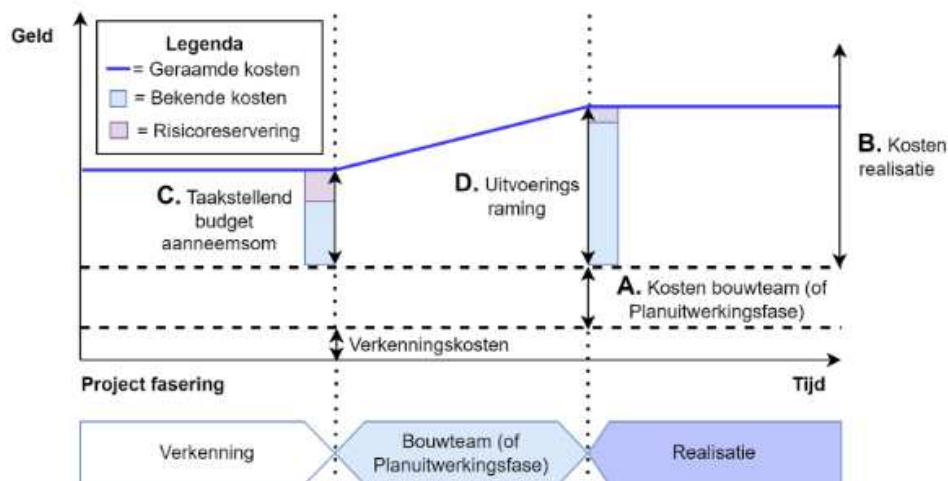 Geld
Legenda
= Geraamde kosten
= Bekende kosten
= Risicoreservering
C. Taakstellend
budget
aanneemsom
D. Uitvoerings
raming
B. Kosten
realisatie
A. Kosten bouwteam (of
Planuitwerkingsfase)
Verkenningskosten
Project fasering
Tijd
Verkenning
Bouwteam (of
Planuitwerkingsfase)
Realisatie